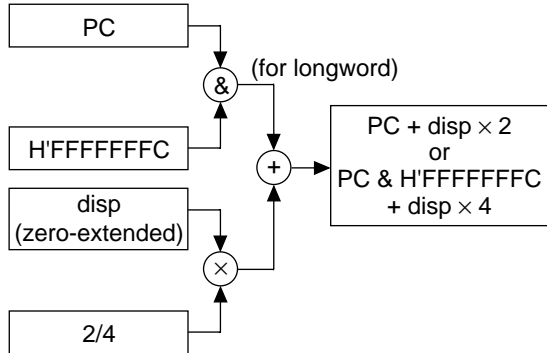 PC
&
(for longword)
H'FFFFFFFC
+
PC + disp × 2
or
PC & H'FFFFFFFC
+ disp × 4
disp
(zero-extended)
×
2/4